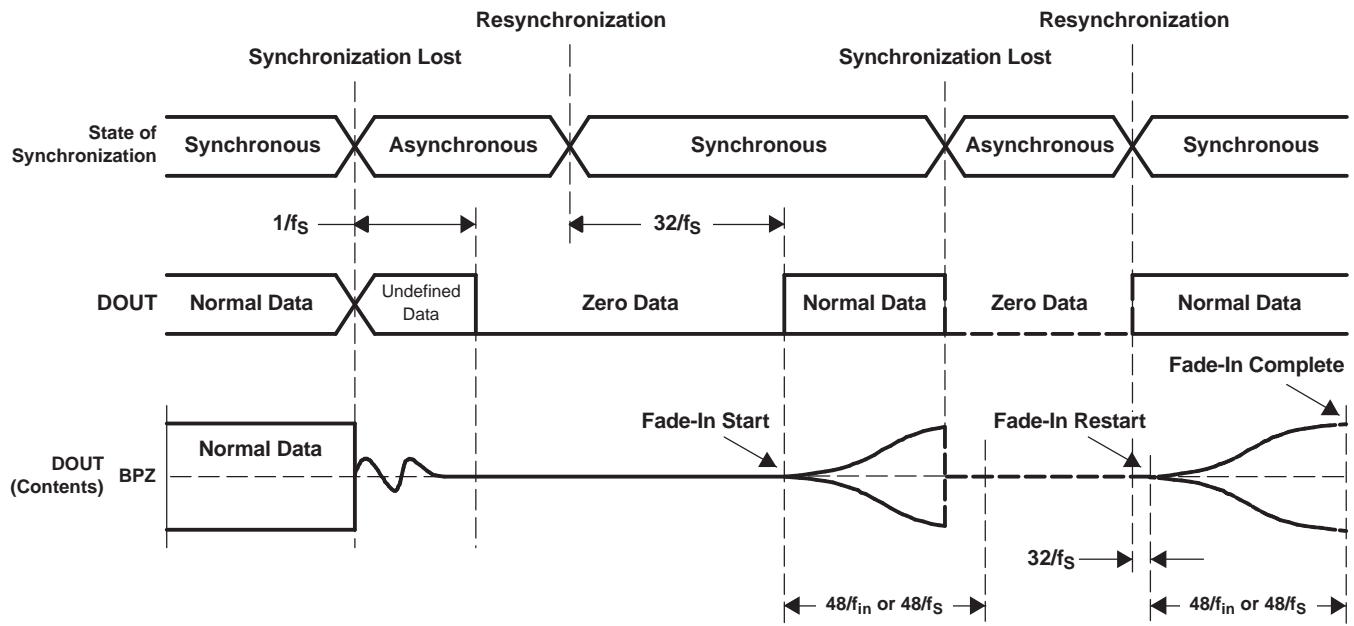 Resynchronization
Resynchronization
Synchronization Lost
Synchronization Lost
State of
Synchronization
Synchronous
Asynchronous
Synchronous
Asynchronous
Synchronous
1/fS
32/fS
DOUT
Normal Data
Undefined
Data
Zero Data
Normal Data
Zero Data
Normal Data
Fade-In Complete
Fade-In Start
Fade-In Restart
Normal Data
DOUT
(Contents)
BPZ
32/fS
48/fin or 48/fS
48/fin or 48/fS